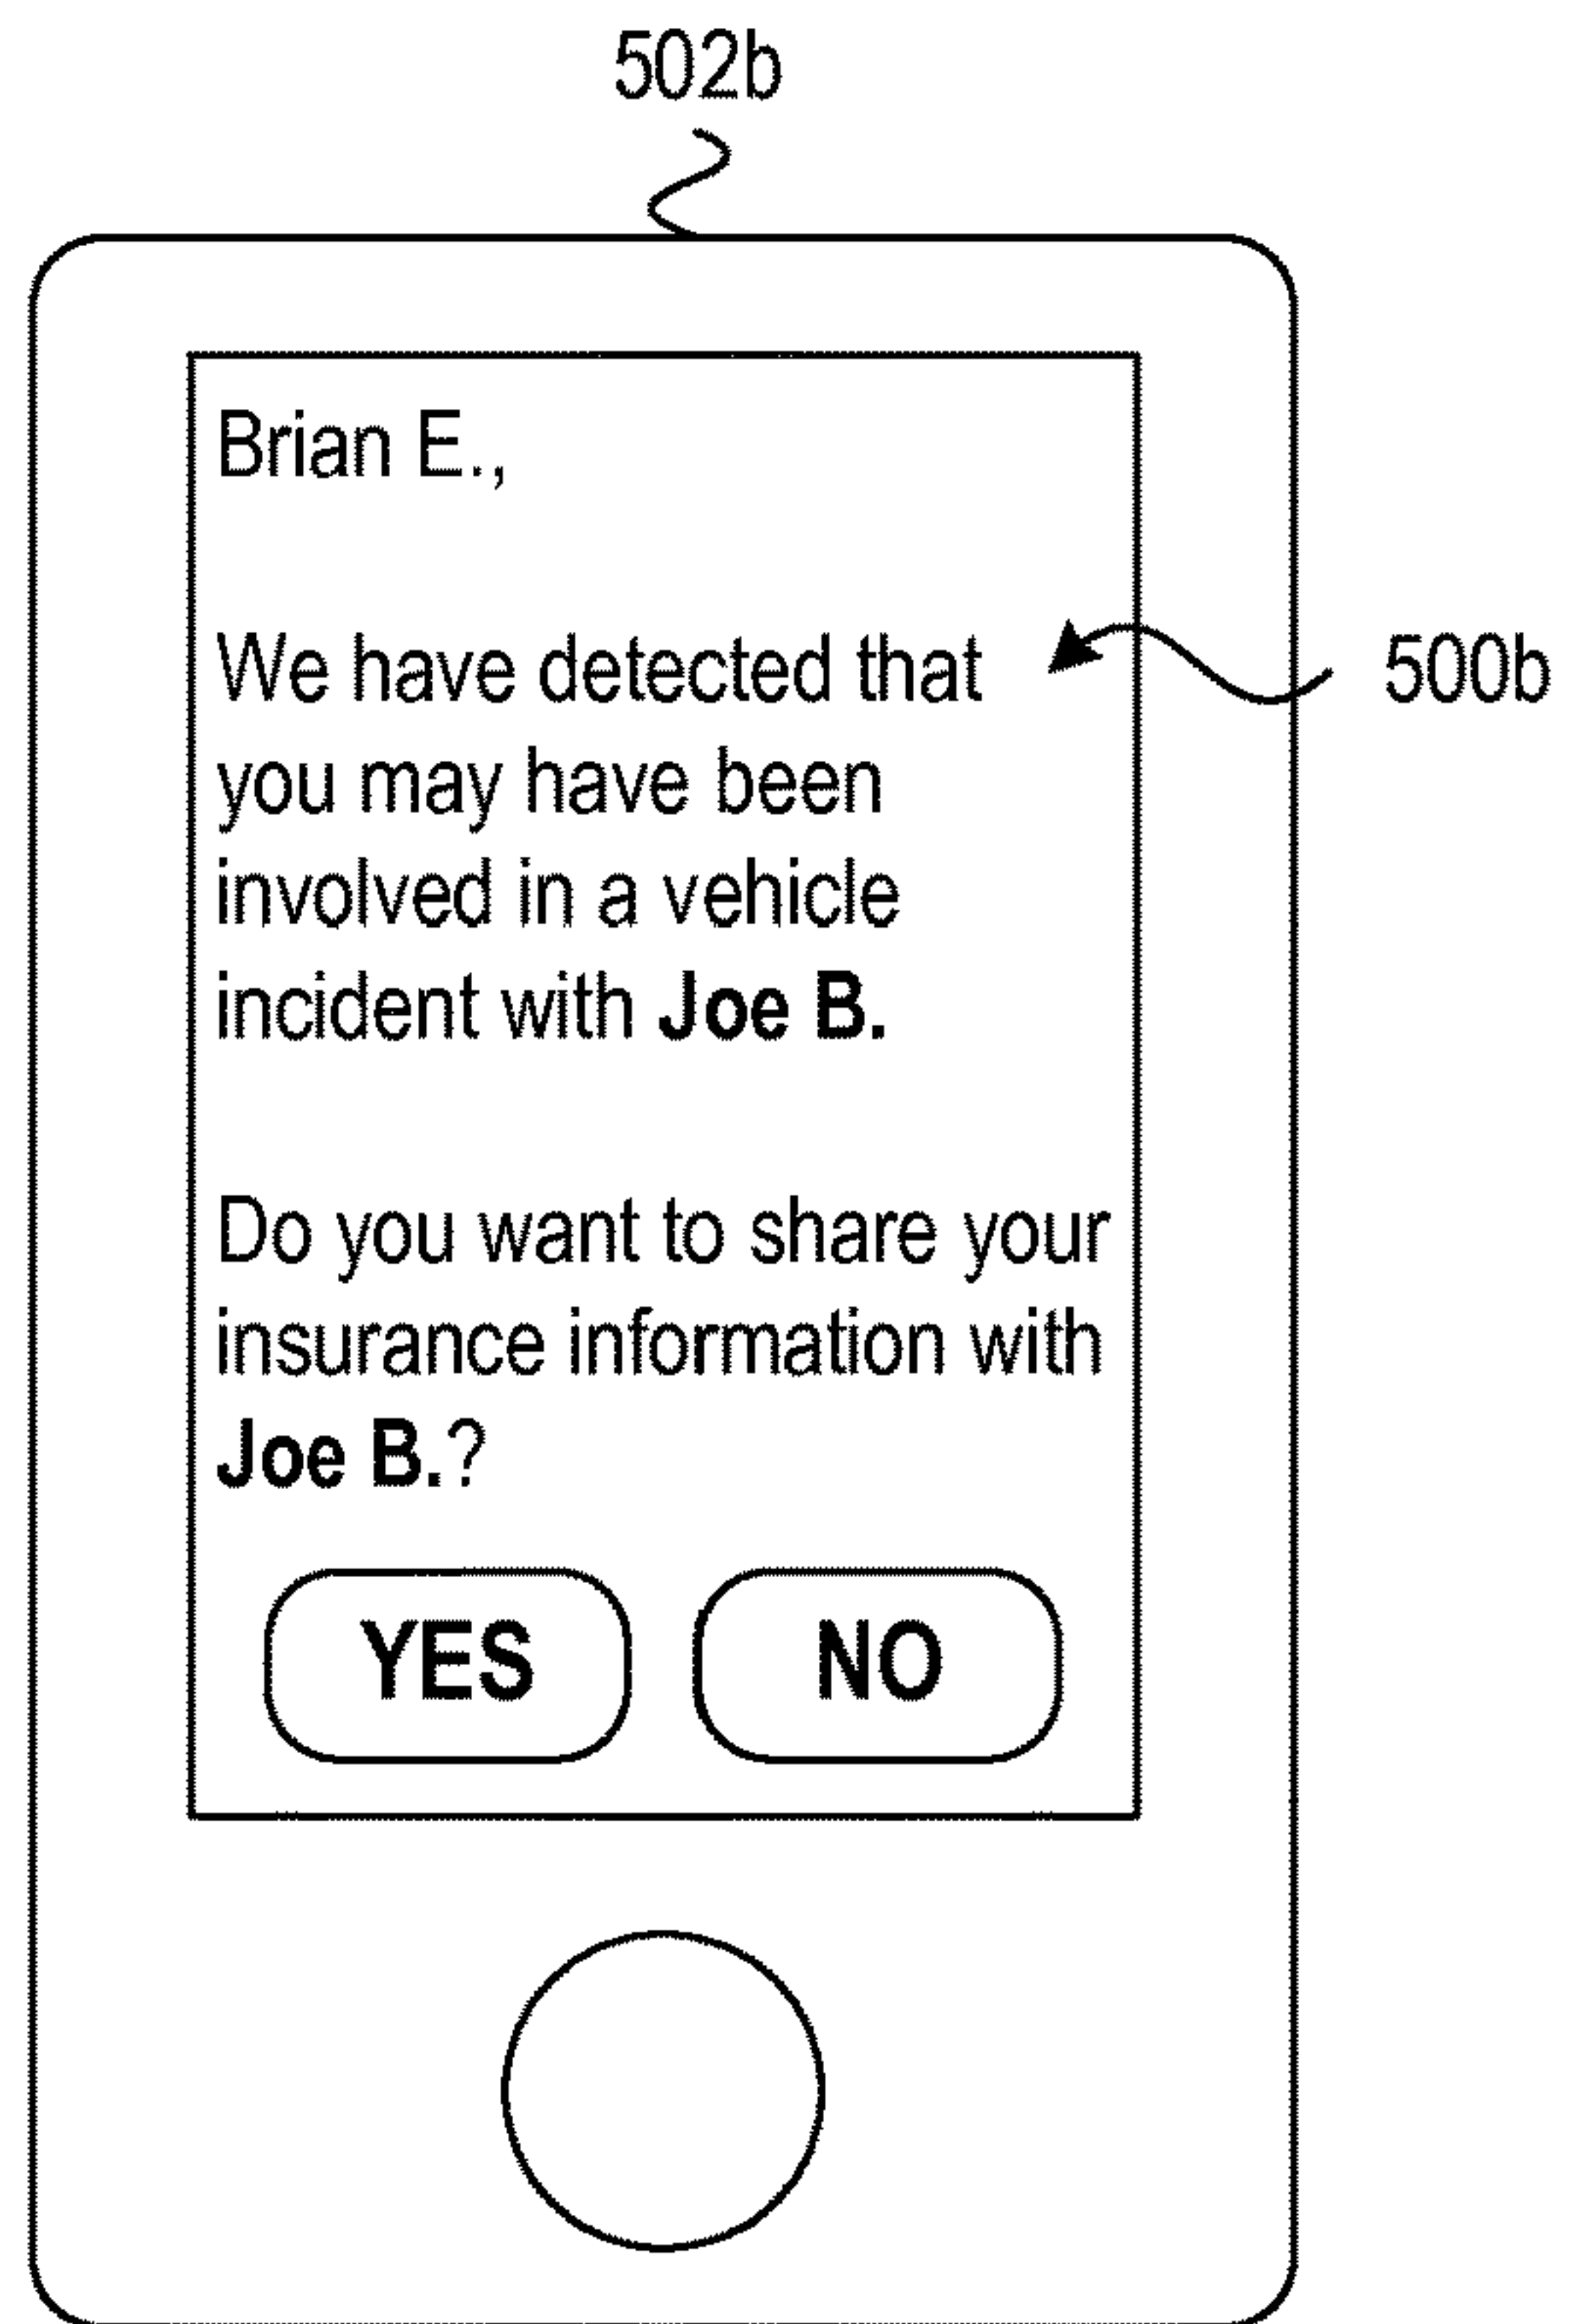 502b
Brian E.,
We have detected that
500b
you may have been
involved in a vehicle
incident with Joe B.
Do you want to share your
insurance information with
Joe B.?
YES
NO